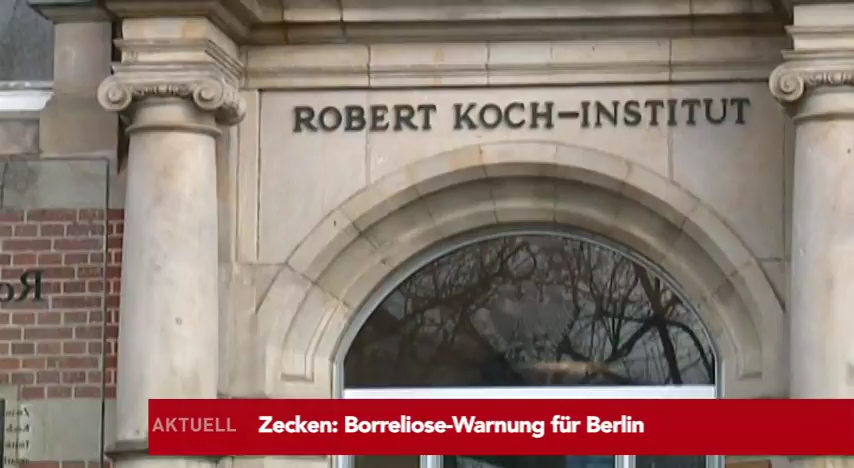 ROBERT KOCH-INSTITUT
AKTUELL Zecken: Borreliose-Warnung für Berlin